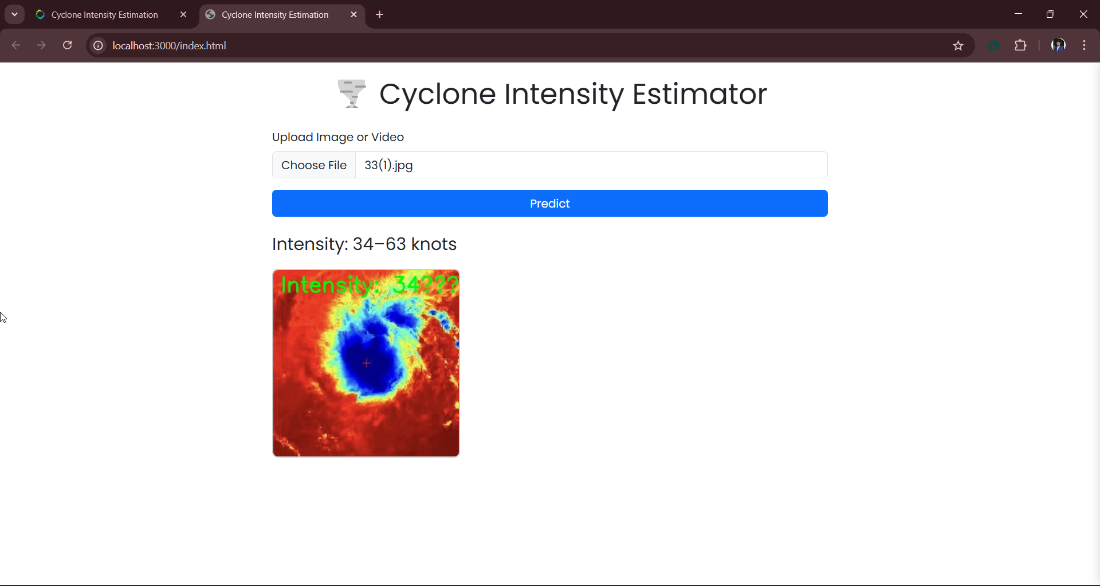 Cyclone Intensity Estimation
Cyclone Intensity Estimation
localhost:3000/index.html
Cyclone Intensity Estimator
Upload Image or Video
Choose File 33(1).jpg
Predict
Intensity: 34–63 knots
Intensity: 34???